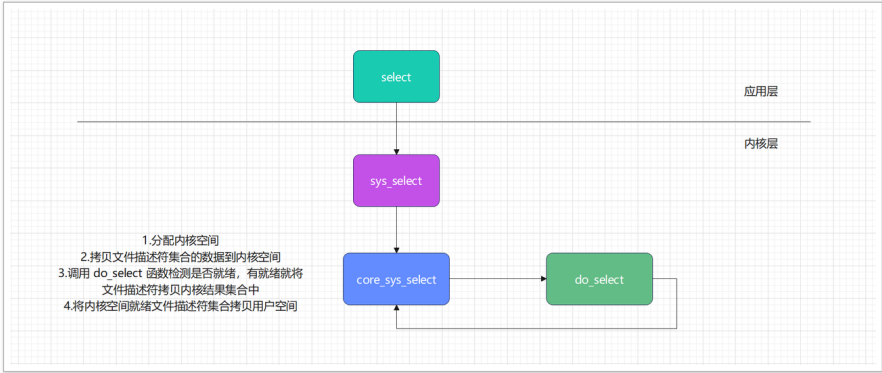 select
应用层
内核层
sys_select
1.分配内核空间
2.拷贝文件描述符集合的数据到内核空间
3.调用 do_select 函数检测是否就绪，有就绪就将
文件描述符拷贝内核结果集合中
4.将内核空间就绪文件描述符集合拷贝用户空间
core_sys_select
do_select